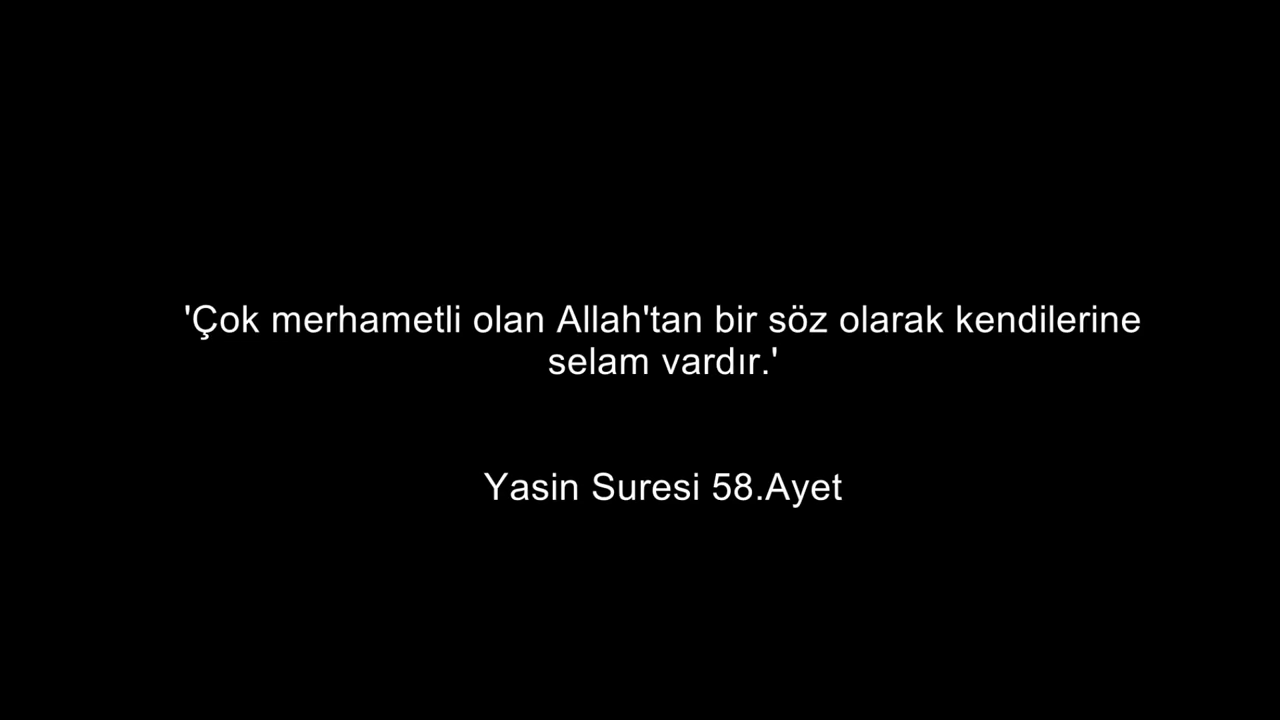 'Çok merhametli olan Allah'tan bir söz olarak kendilerine
selam vardır.'
Yasin Suresi 58.Ayet